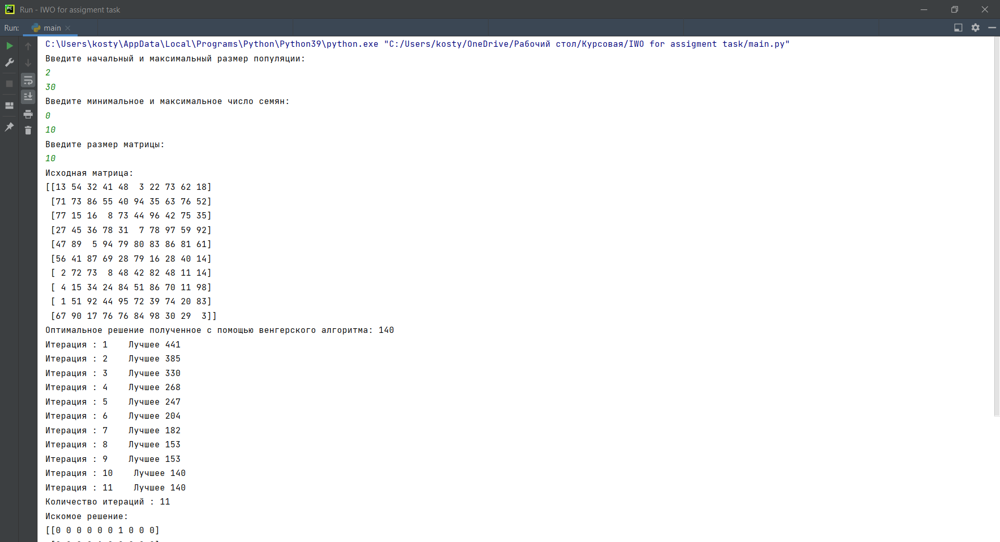 Run - IWO for assigment task
Run: main
C:\Users\kosty\AppData\Local\Programs\Python\Python39\python.exe "C:/Users/kosty/OneDrive/Рабочий стол/Курсовая/IWO for assigment task/main.py"
Введите начальный и максимальный размер популяции:
2
30
Введите минимальное и максимальное число семян:
0
10
Введите размер матрицы:
10
Исходная матрица:
[[13 54 32 41 48  3 22 73 62 18]
 [71 73 86 55 40 94 35 63 76 52]
 [77 15 16  8 73 44 96 42 75 35]
 [27 45 36 78 31  7 78 97 59 92]
 [47 89  5 94 79 80 83 86 81 61]
 [56 41 87 69 28 79 16 28 40 14]
 [ 2 72 73  8 48 42 82 48 11 14]
 [ 4 15 34 24 84 51 86 70 11 98]
 [ 1 51 92 44 95 72 39 74 20 83]
 [67 90 17 76 76 84 98 30 29  3]]
Оптимальное решение полученное с помощью венгерского алгоритма: 140
Итерация : 1    Лучшее 441
Итерация : 2    Лучшее 385
Итерация : 3    Лучшее 330
Итерация : 4    Лучшее 268
Итерация : 5    Лучшее 247
Итерация : 6    Лучшее 204
Итерация : 7    Лучшее 182
Итерация : 8    Лучшее 153
Итерация : 9    Лучшее 153
Итерация : 10    Лучшее 140
Итерация : 11    Лучшее 140
Количество итераций : 11
Искомое решение:
[[0 0 0 0 0 0 1 0 0 0]